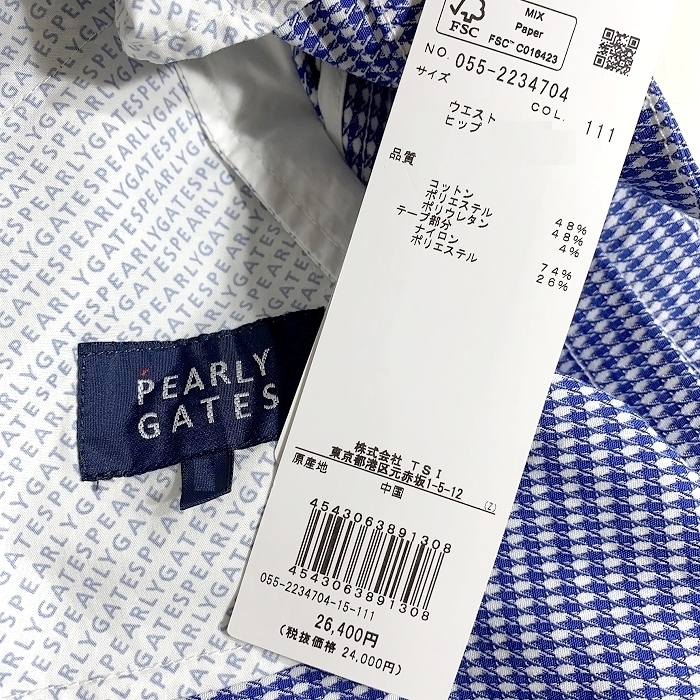 FSC
MIX
Paper
FSC™ C016423
NO. 055-2234704
サイズ
COL. 111
ウエスト
ヒップ
品質
コットン 48%
ポリエステル 48%
ポリウレタン 4%
テープ部分
ナイロン 74%
ポリエステル 26%
株式会社 TSI
東京都港区元赤坂1-5-12
(Z)
原産地
中国
4543063891308
4543063891308
055-2234704-15-111
26,400円
(税抜価格 24,000円)
PEARLY
GATES
PEARLYGATESPEARLYGATESPEARLYGATES